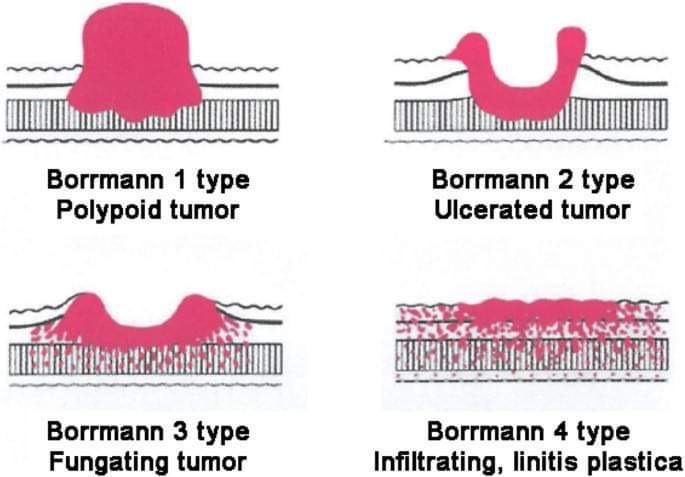 Borrmann 1 type
Polypoid tumor
Borrmann 2 type
Ulcerated tumor
Borrmann 3 type
Fungating tumor
Borrmann 4 type
Infiltrating, linitis plastica